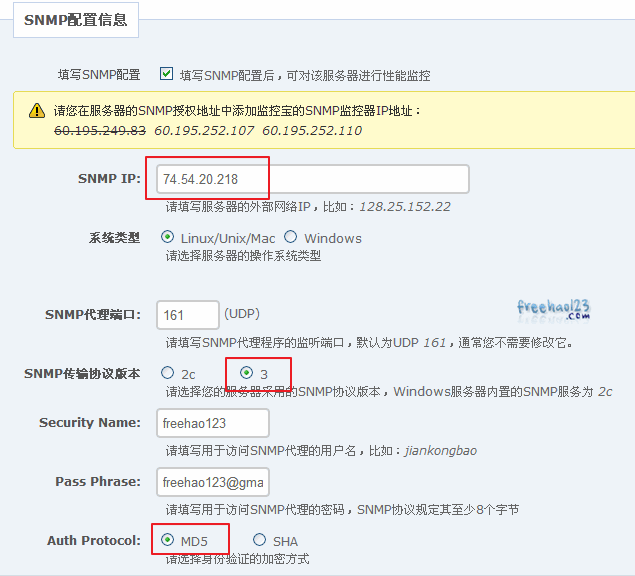 SNMP配置信息
填写SNMP配置 填写SNMP配置后，可对该服务器进行性能监控
请您在服务器的SNMP授权地址中添加监控宝的SNMP监控器IP地址：
60.195.249.83 60.195.252.107 60.195.252.110
SNMP IP: 74.54.20.218
请填写服务器的外部网络IP，比如：128.25.152.22
系统类型 Linux/Unix/Mac Windows
请选择服务器的操作系统类型
freehao123
.com
SNMP代理端口: 161 (UDP)
请填写SNMP代理程序的监听端口，默认为UDP 161，通常您不需要修改它。
SNMP传输协议版本 2c 3
请选择您的服务器采用的SNMP协议版本，Windows服务器内置的SNMP服务为 2c
Security Name: freehao123
请填写用于访问SNMP代理的用户名，比如：jiankongbao
Pass Phrase: freehao123@gma
请填写用于访问SNMP代理的密码，SNMP协议规定其至少8个字节
Auth Protocol: MD5 SHA
请选择身份验证的加密方式